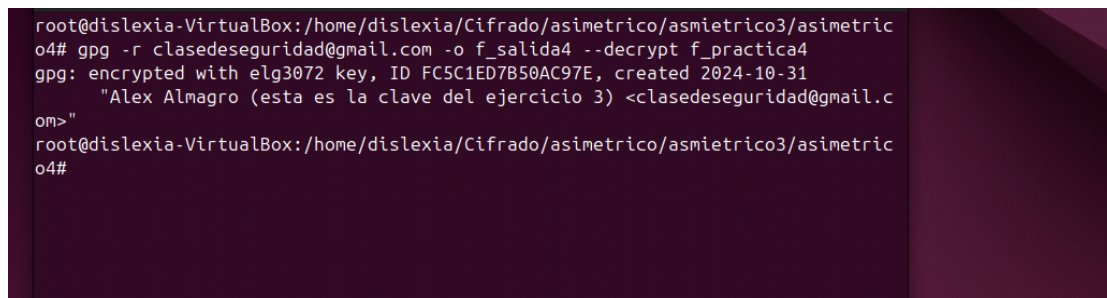 root@dislexia-VirtualBox:/home/dislexia/Cifrado/asimetrico/asmietrico3/asimetric
o4# gpg -r clasedeseguridad@gmail.com -o f_salida4 --decrypt f_practica4
gpg: encrypted with elg3072 key, ID FC5C1ED7B50AC97E, created 2024-10-31
      "Alex Almagro (esta es la clave del ejercicio 3) <clasedeseguridad@gmail.c
om>"
root@dislexia-VirtualBox:/home/dislexia/Cifrado/asimetrico/asmietrico3/asimetric
o4#